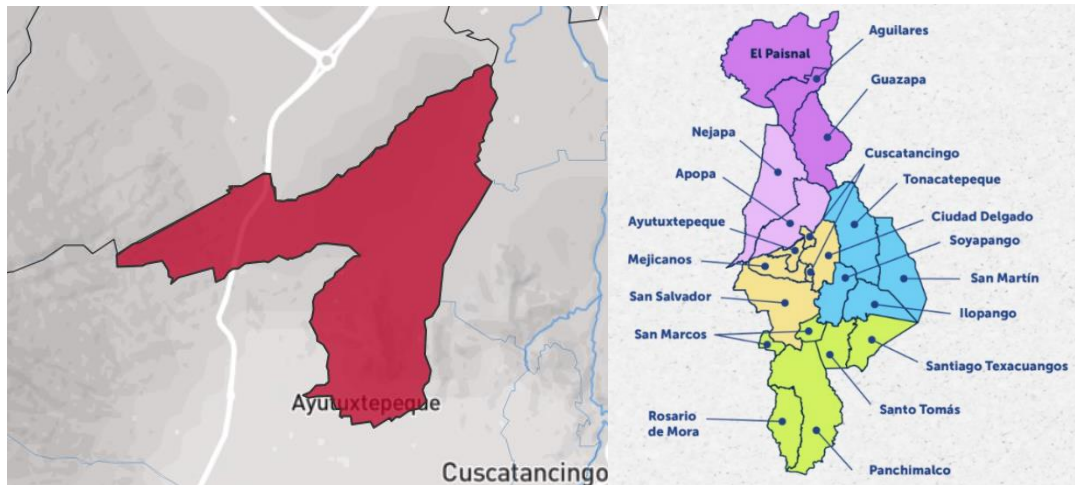 Ayutuxtepeque
Cuscatancingo
El Paisnal
Aguilares
Guazapa
Nejapa
Cuscatancingo
Apopa
Tonacatepeque
Ayutuxtepeque
Ciudad Delgado
Soyapango
Mejicanos
San Martín
San Salvador
Ilopango
San Marcos
Santiago Texacuangos
Santo Tomás
Rosario
de Mora
Panchimalco